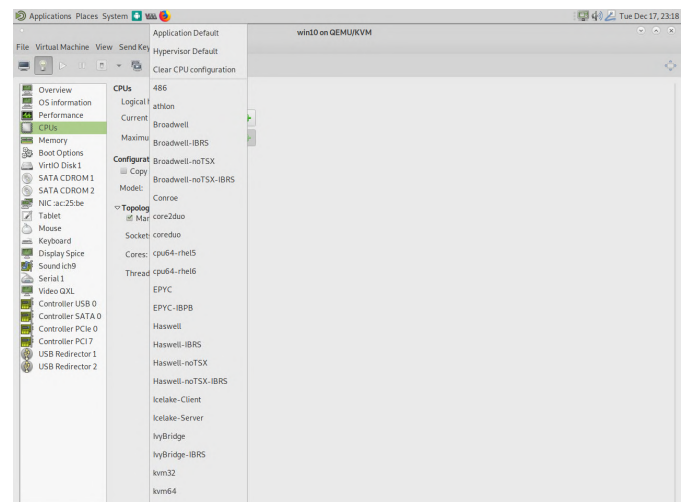 Applications Places System Tue Dec 17, 23:18
win10 on QEMU/KVM
File Virtual Machine View Send Key
Overview
OS information
Performance
CPUs
Memory
Boot Options
VirtIO Disk 1
SATA CDROM 1
SATA CDROM 2
NIC :ac:25:be
Tablet
Mouse
Keyboard
Display Spice
Sound ich9
Serial 1
Video QXL
Controller USB 0
Controller SATA 0
Controller PCIe 0
Controller PCI 7
USB Redirector 1
USB Redirector 2
CPUs
Logical
Current
Maximu
Configurat
Copy
Model:
Topolog
Mar
Socket
Cores:
Thread
Application Default
Hypervisor Default
Clear CPU configuration
486
athlon
Broadwell
Broadwell-IBRS
Broadwell-noTSX
Broadwell-noTSX-IBRS
Conroe
core2duo
coreduo
cpu64-rhel5
cpu64-rhel6
EPYC
EPYC-IBPB
Haswell
Haswell-IBRS
Haswell-noTSX
Haswell-noTSX-IBRS
Icelake-Client
Icelake-Server
IvyBridge
IvyBridge-IBRS
kvm32
kvm64